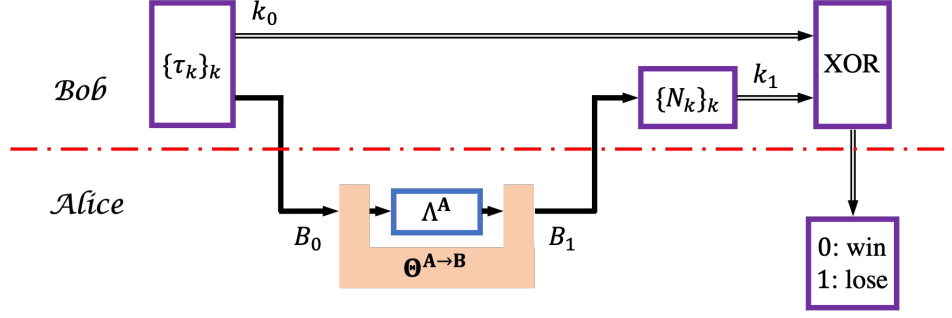 k₀
{τₖ}ₖ
XOR
Bob
{Nₖ}ₖ
k₁
Alice
Λᴬ
B₀
B₁
Θᴬ→ᴮ
0: win
1: lose